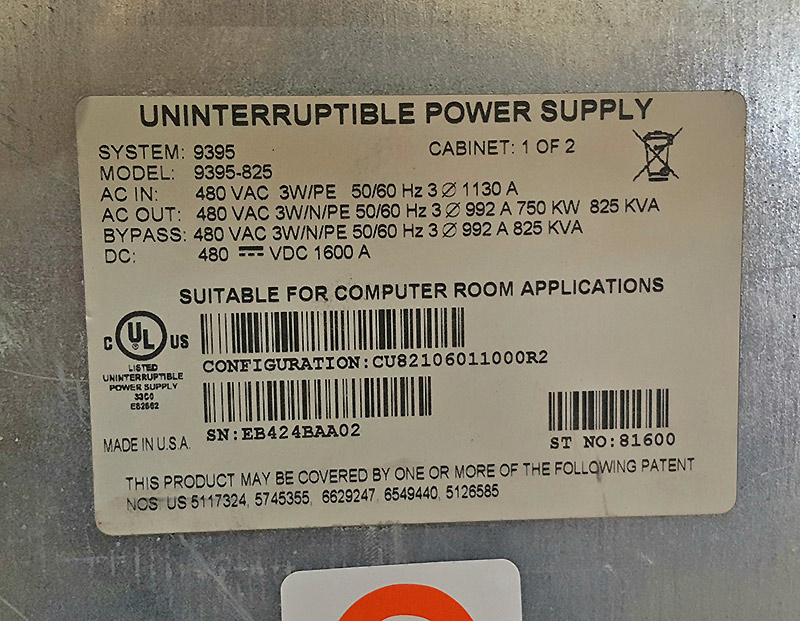 UNINTERRUPTIBLE POWER SUPPLY
SYSTEM: 9395 CABINET: 1 OF 2
MODEL: 9395-825
AC IN: 480 VAC 3W/PE 50/60 Hz 3 Ø 1130 A
AC OUT: 480 VAC 3W/N/PE 50/60 Hz 3 Ø 992 A 750 KW 825 KVA
BYPASS: 480 VAC 3W/N/PE 50/60 Hz 3 Ø 992 A 825 KVA
DC: 480 VDC 1600 A
SUITABLE FOR COMPUTER ROOM APPLICATIONS
C UL US
LISTED
UNINTERRUPTIBLE
POWER SUPPLY
33C0
E82602
CONFIGURATION:CU82106011000R2
SN:EB424BAA02
ST NO:81600
MADE IN U.S.A.
THIS PRODUCT MAY BE COVERED BY ONE OR MORE OF THE FOLLOWING PATENT
NOS. US 5117324, 5745355, 6629247, 6549440, 5126585